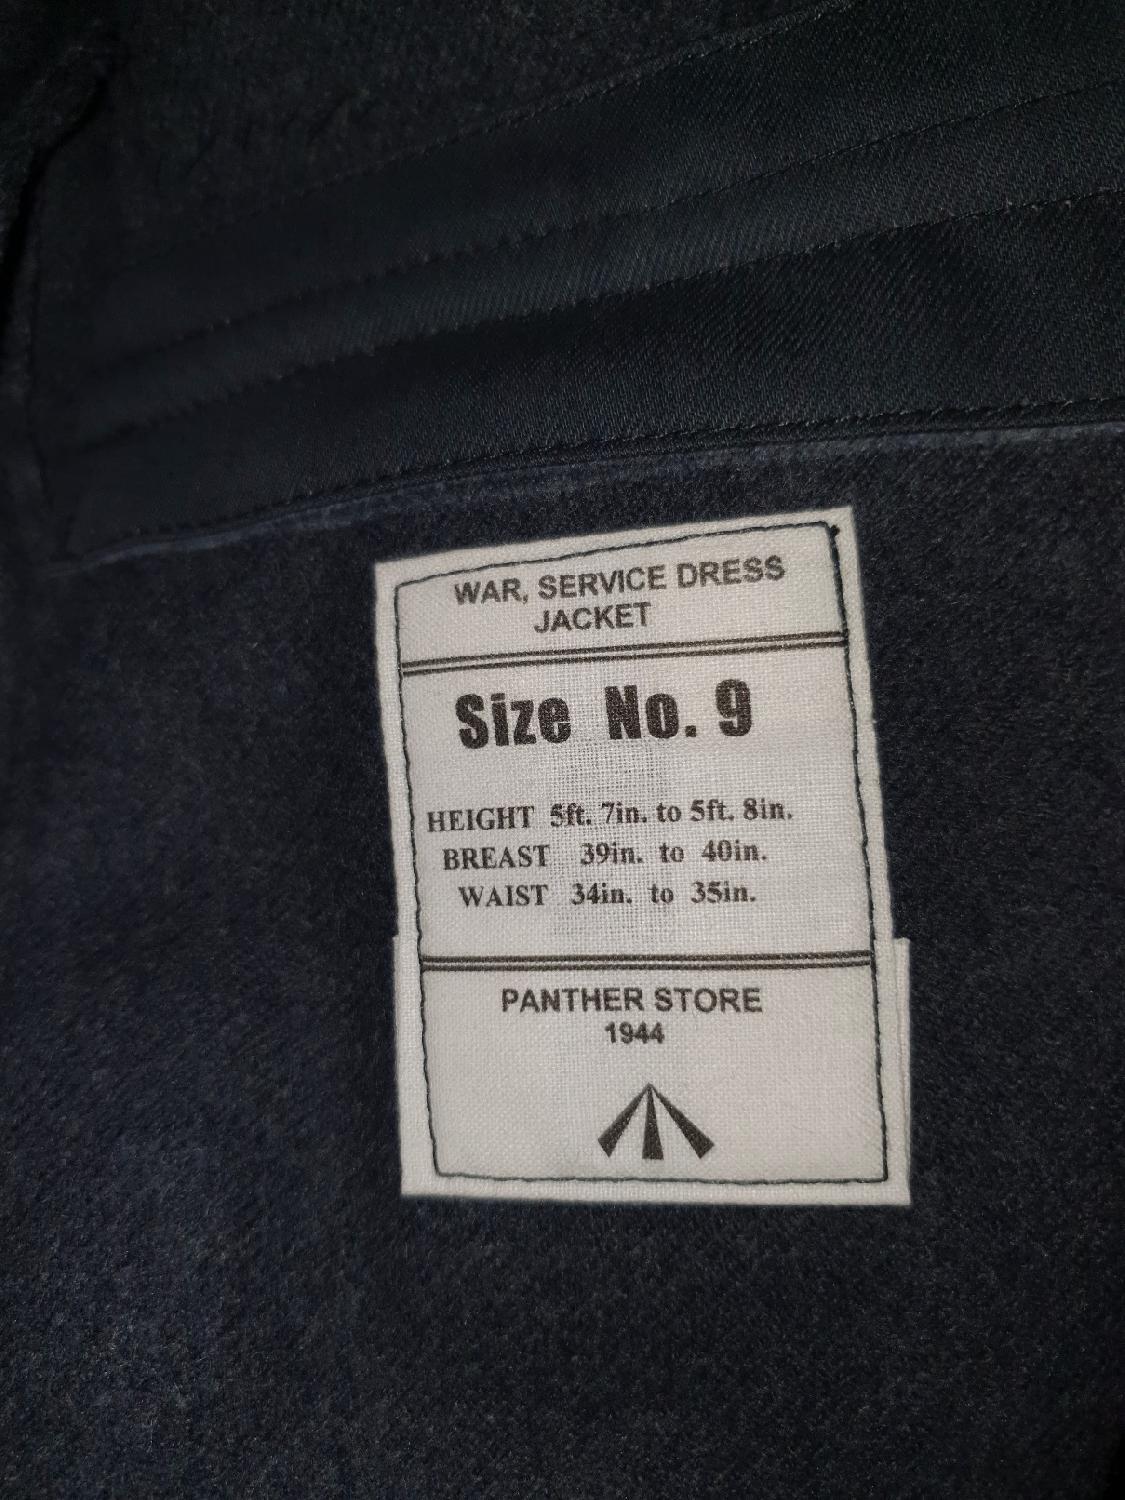 WAR, SERVICE DRESS
JACKET
Size No. 9
HEIGHT 5ft. 7in. to 5ft. 8in.
BREAST 39in. to 40in.
WAIST 34in. to 35in.
PANTHER STORE
1944